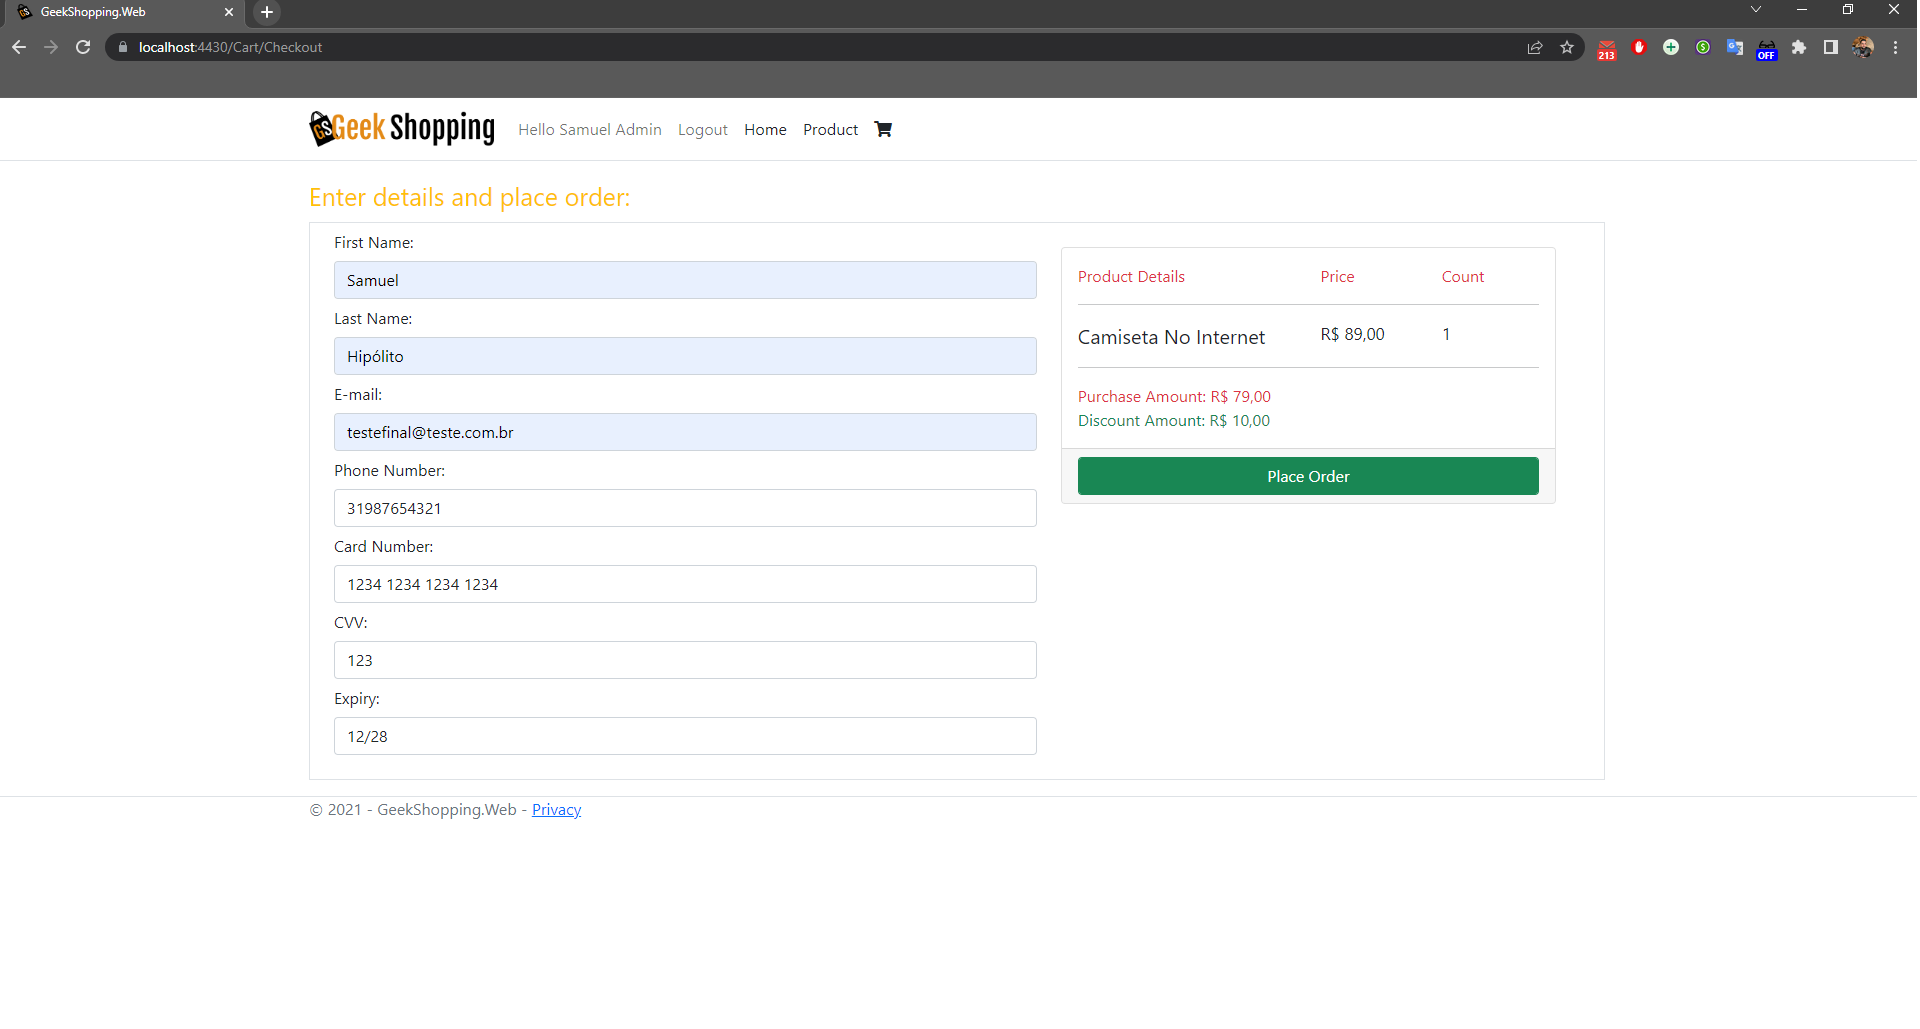 GeekShopping.Web
localhost:4430/Cart/Checkout
213
OFF
GS Geek Shopping
Hello Samuel Admin Logout Home Product
Enter details and place order:
First Name:
Samuel
Last Name:
Hipólito
E-mail:
testefinal@teste.com.br
Phone Number:
31987654321
Card Number:
1234 1234 1234 1234
CVV:
123
Expiry:
12/28
Product Details Price Count
Camiseta No Internet R$ 89,00 1
Purchase Amount: R$ 79,00
Discount Amount: R$ 10,00
Place Order
© 2021 - GeekShopping.Web - Privacy